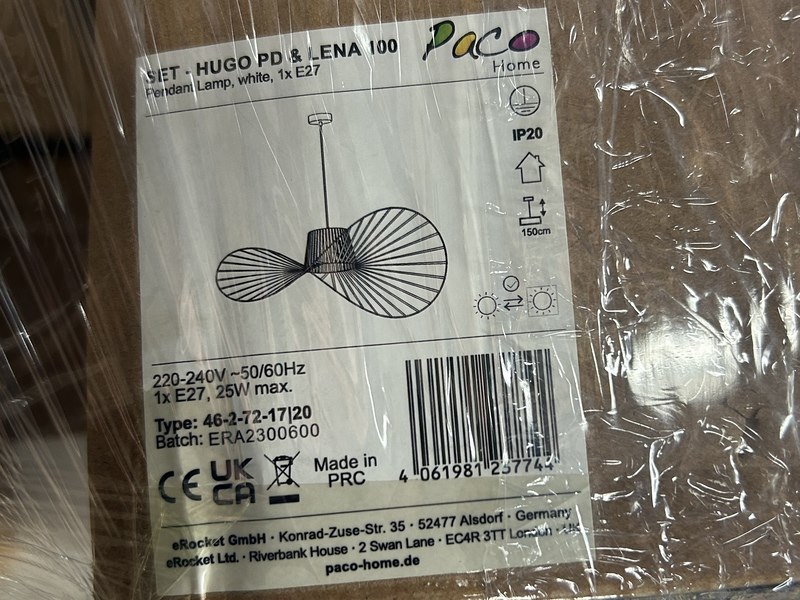 SET - HUGO PD & LENA 100
Pendant Lamp, white, 1x E27
Paco
Home
IP20
150cm
220-240V ~50/60Hz
1x E27, 25W max.
Type: 46-2-72-17|20
Batch: ERA2300600
CE UK CA
Made in
PRC
4 061981 257744
eRocket GmbH · Konrad-Zuse-Str. 35 · 52477 Alsdorf · Germany
eRocket Ltd. · Riverbank House · 2 Swan Lane · EC4R 3TT London · UK
paco-home.de